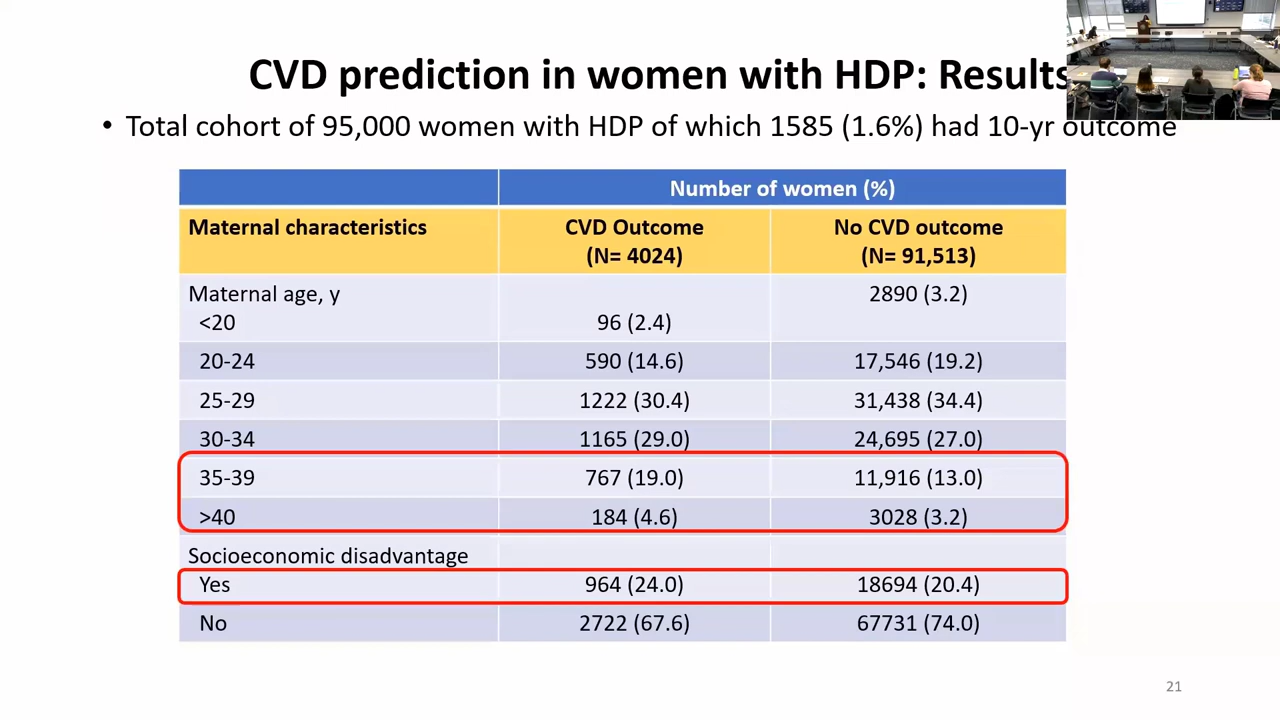 CVD prediction in women with HDP: Results
• Total cohort of 95,000 women with HDP of which 1585 (1.6%) had 10-yr outcome
Number of women (%)
Maternal characteristics CVD Outcome (N= 4024) No CVD outcome (N= 91,513)
Maternal age, y 2890 (3.2)
<20 96 (2.4)
20-24 590 (14.6) 17,546 (19.2)
25-29 1222 (30.4) 31,438 (34.4)
30-34 1165 (29.0) 24,695 (27.0)
35-39 767 (19.0) 11,916 (13.0)
>40 184 (4.6) 3028 (3.2)
Socioeconomic disadvantage
Yes 964 (24.0) 18694 (20.4)
No 2722 (67.6) 67731 (74.0)
21